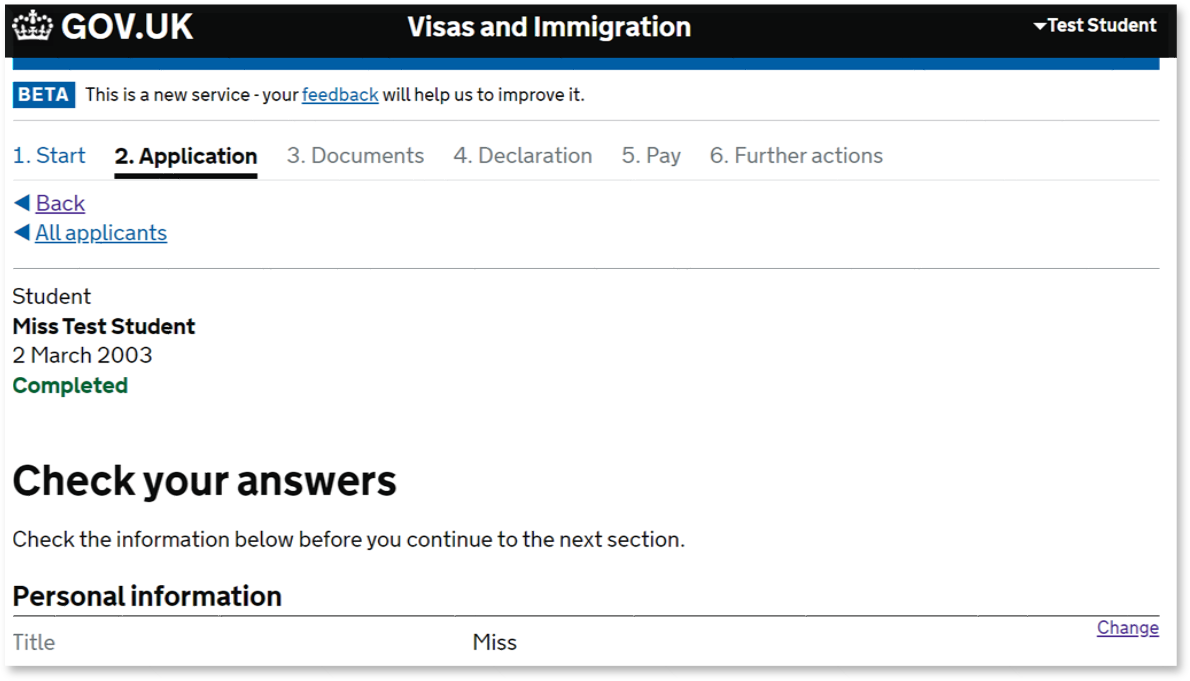 GOV.UK Visas and Immigration Test Student
BETA This is a new service - your feedback will help us to improve it.
1. Start 2. Application 3. Documents 4. Declaration 5. Pay 6. Further actions
Back
All applicants
Student
Miss Test Student
2 March 2003
Completed
Check your answers
Check the information below before you continue to the next section.
Personal information
Change
Title Miss